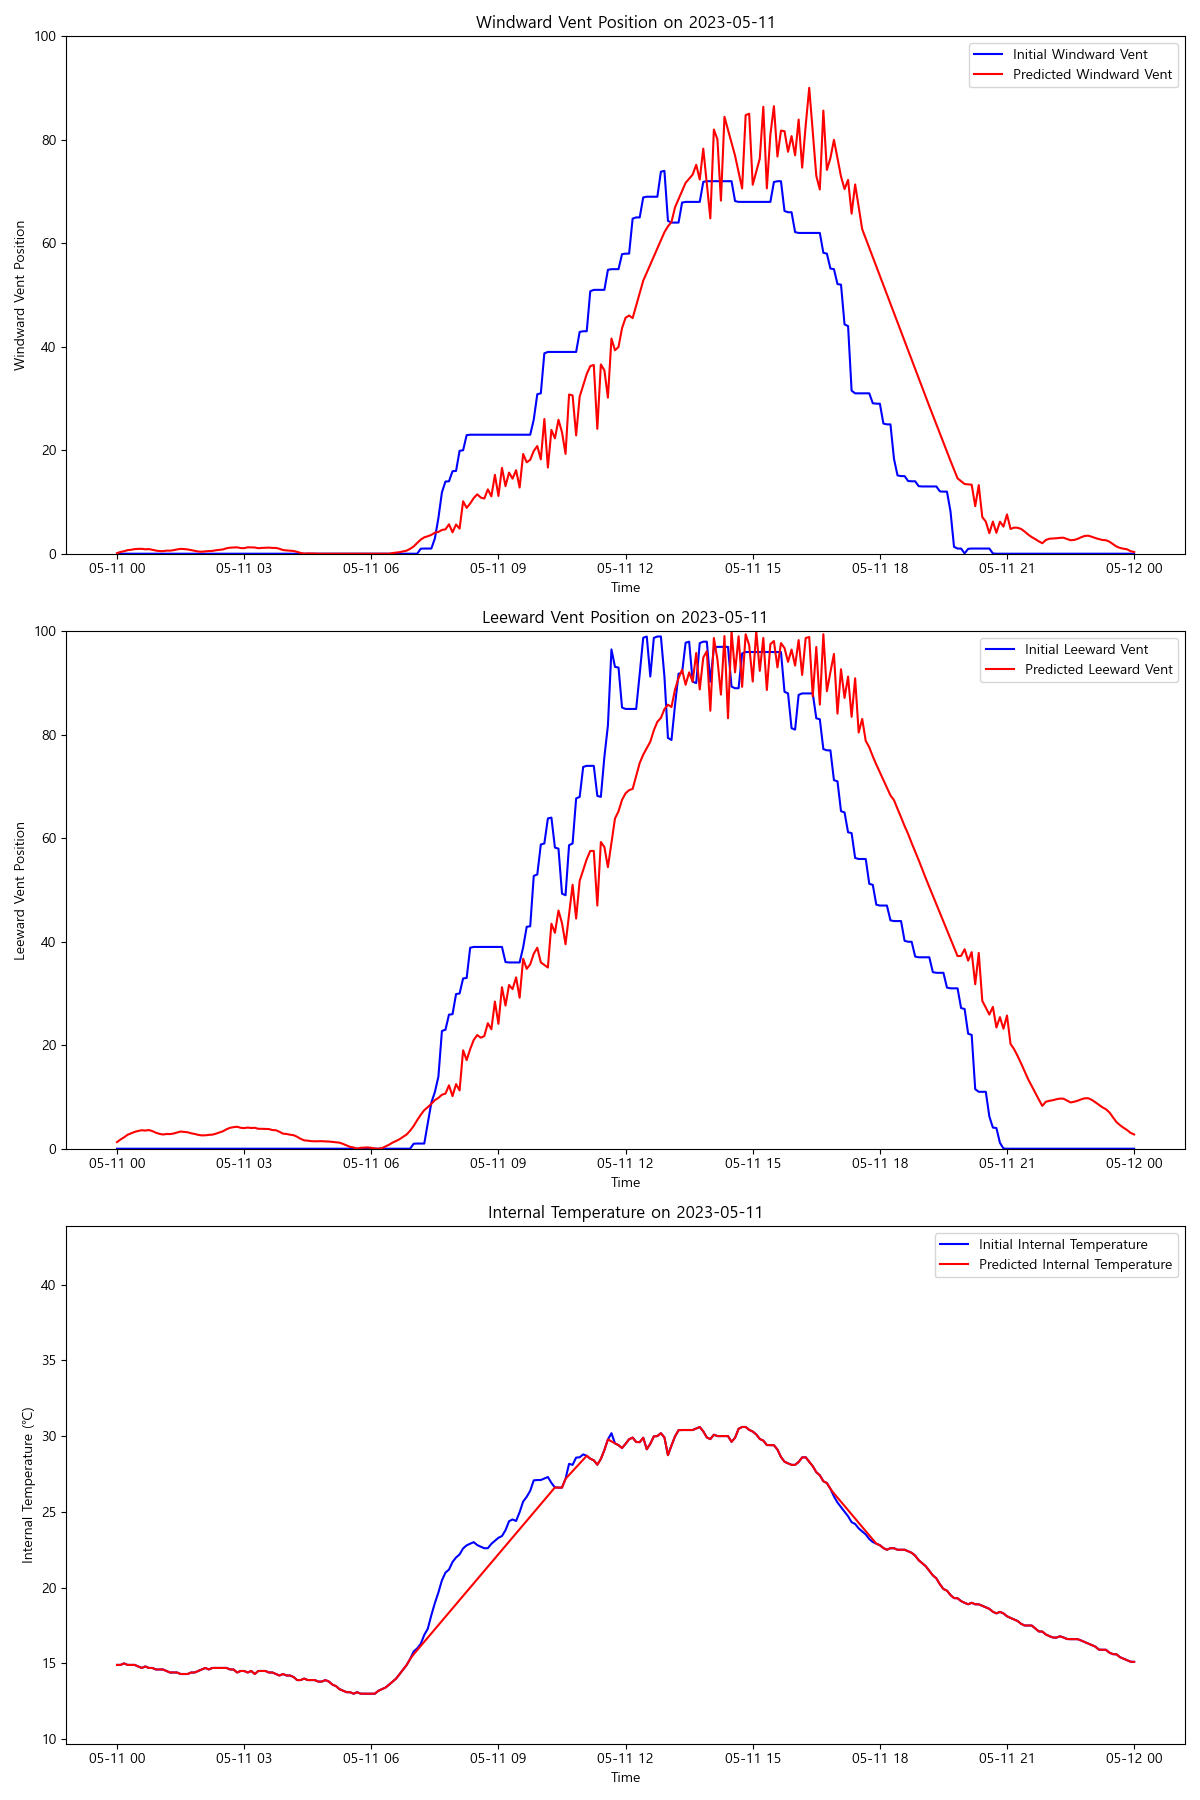 Windward Vent Position on 2023-05-11
100
80
60
40
20
0
Windward Vent Position
Initial Windward Vent
Predicted Windward Vent
05-11 00 05-11 03 05-11 06 05-11 09 05-11 12 05-11 15 05-11 18 05-11 21 05-12 00
Time
Leeward Vent Position on 2023-05-11
100
80
60
40
20
0
Leeward Vent Position
Initial Leeward Vent
Predicted Leeward Vent
05-11 00 05-11 03 05-11 06 05-11 09 05-11 12 05-11 15 05-11 18 05-11 21 05-12 00
Time
Internal Temperature on 2023-05-11
40
35
30
25
20
15
10
Internal Temperature (℃)
Initial Internal Temperature
Predicted Internal Temperature
05-11 00 05-11 03 05-11 06 05-11 09 05-11 12 05-11 15 05-11 18 05-11 21 05-12 00
Time